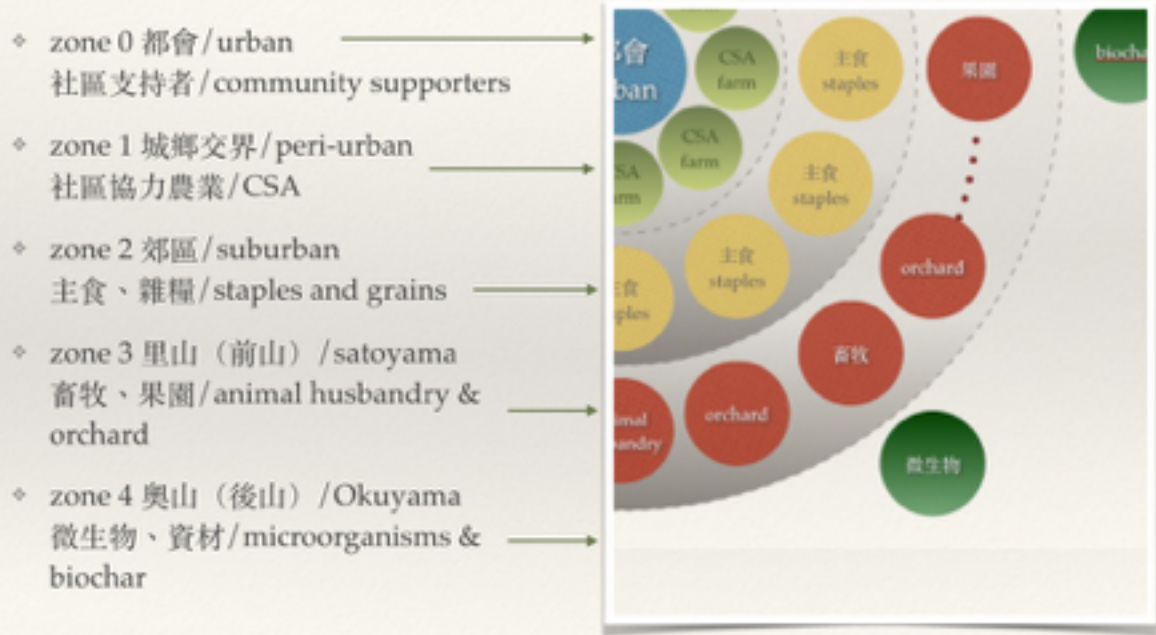 zone 0 都會/urban
社區支持者/community supporters
zone 1 城鄉交界/peri-urban
社區協力農業/CSA
zone 2 郊區/suburban
主食、雜糧/staples and grains
zone 3 里山（前山）/satoyama
畜牧、果園/animal husbandry &
orchard
zone 4 奧山（後山）/Okuyama
微生物、資材/microorganisms &
biochar
CSA
farm
主食
staples
果園
CSA
farm
主食
staples
主食
staples
orchard
畜牧
orchard
微生物